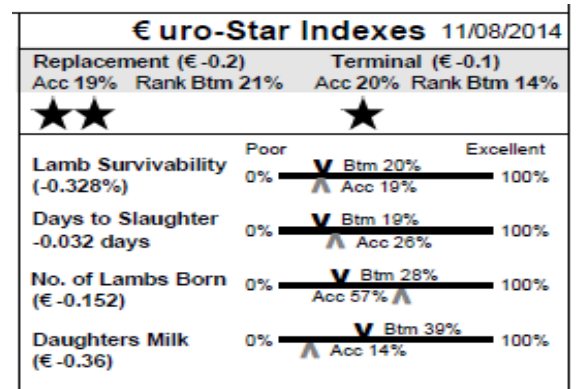 € uro-Star Indexes 11/08/2014
Replacement (€ -0.2) Terminal (€ -0.1)
Acc 19% Rank Btm 21% Acc 20% Rank Btm 14%
Poor Excellent
Lamb Survivability 0% Btm 20% 100%
(-0.328%) Acc 19%
Days to Slaughter 0% Btm 19% 100%
-0.032 days Acc 26%
No. of Lambs Born 0% Btm 28% 100%
(€ -0.152) Acc 57%
Daughters Milk 0% Btm 39% 100%
(€ -0.36) Acc 14%